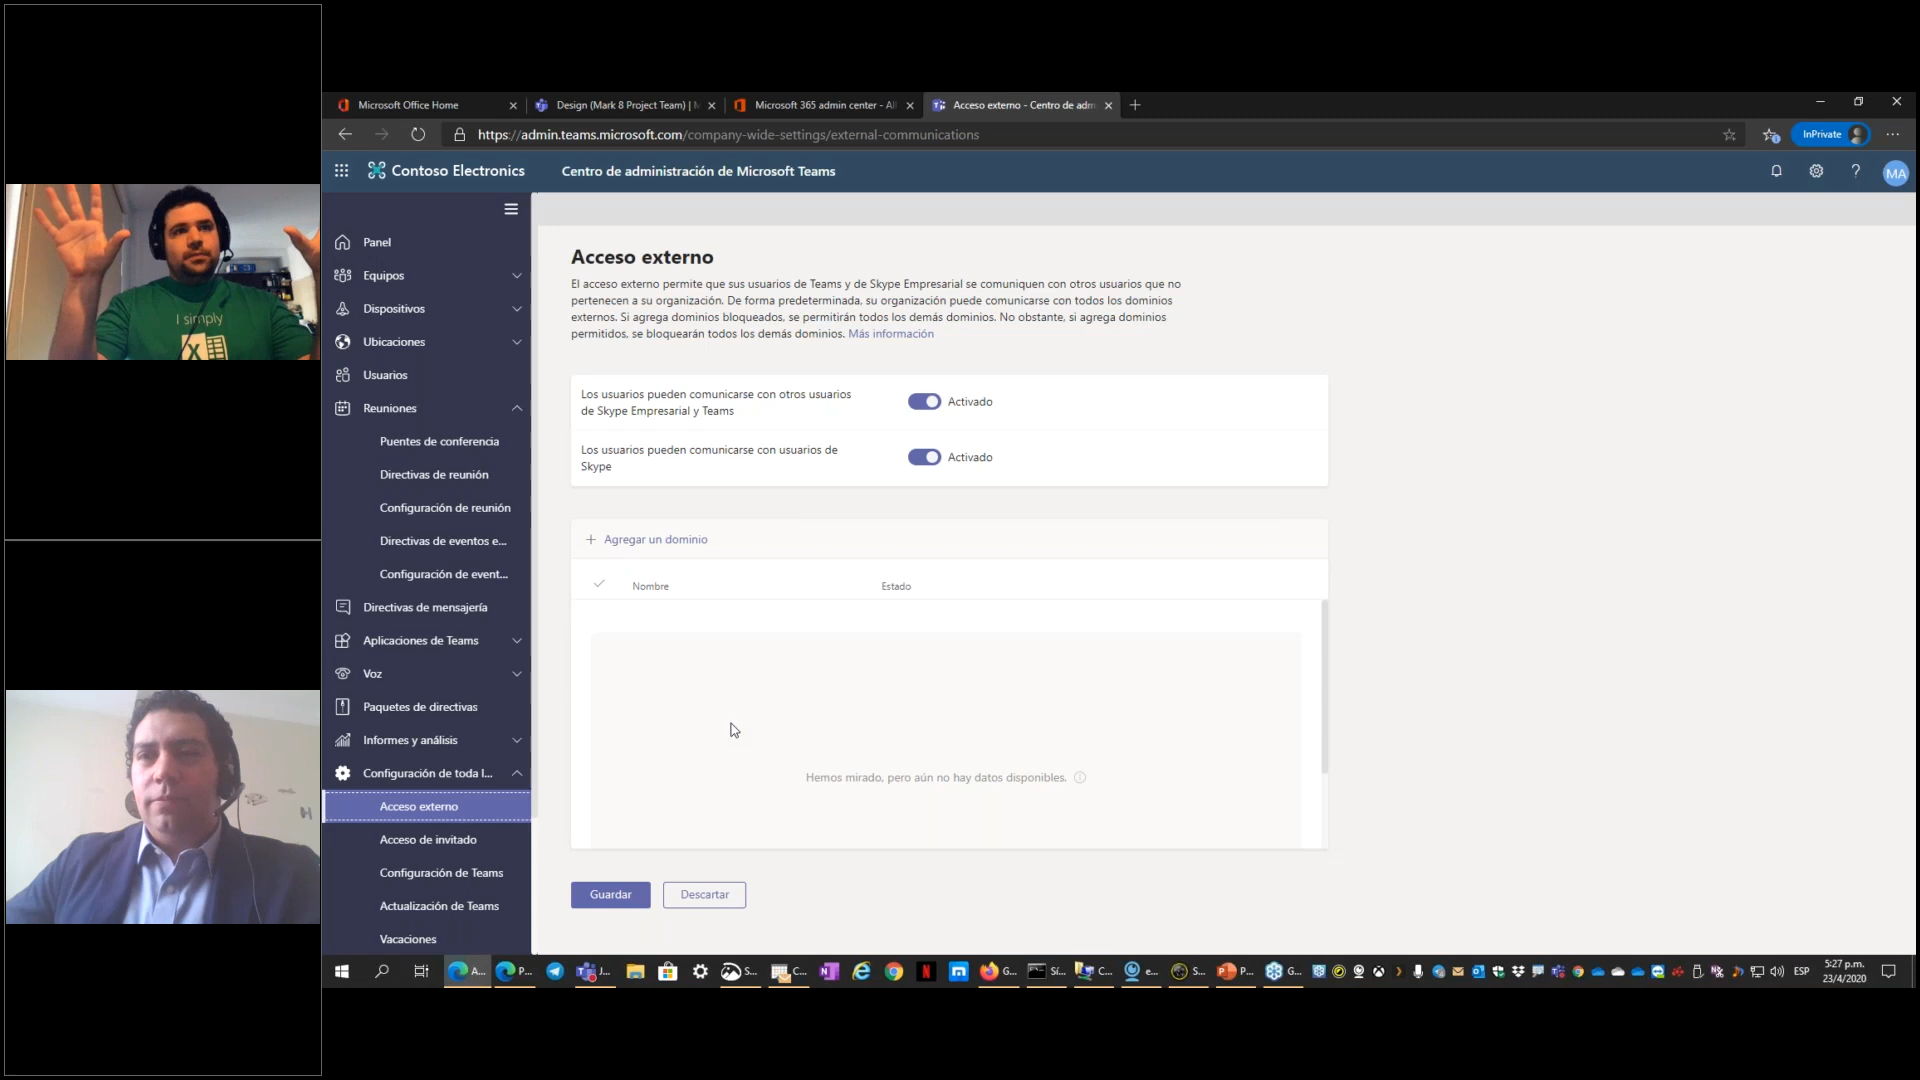 Microsoft Office Home
Design (Mark 8 Project Team) |
Microsoft 365 admin center - Al
Acceso externo - Centro de adm
https://admin.teams.microsoft.com/company-wide-settings/external-communications
InPrivate
Contoso Electronics
Centro de administración de Microsoft Teams
?
MA
Panel
Equipos
Dispositivos
Ubicaciones
Usuarios
Reuniones
Puentes de conferencia
Directivas de reunión
Configuración de reunión
Directivas de eventos e...
Configuración de event...
Directivas de mensajería
Aplicaciones de Teams
Voz
Paquetes de directivas
Informes y análisis
Configuración de toda l...
Acceso externo
Acceso de invitado
Configuración de Teams
Actualización de Teams
Vacaciones
Acceso externo
El acceso externo permite que sus usuarios de Teams y de Skype Empresarial se comuniquen con otros usuarios que no
pertenecen a su organización. De forma predeterminada, su organización puede comunicarse con todos los dominios
externos. Si agrega dominios bloqueados, se permitirán todos los demás dominios. No obstante, si agrega dominios
permitidos, se bloquearán todos los demás dominios. Más información
Los usuarios pueden comunicarse con otros usuarios
de Skype Empresarial y Teams
Activado
Los usuarios pueden comunicarse con usuarios de
Skype
Activado
Agregar un dominio
Nombre
Estado
Hemos mirado, pero aún no hay datos disponibles.
Guardar
Descartar
I simply
A...
P...
J...
S...
C...
G...
Sí...
C...
e...
S...
P...
G...
ESP
5:27 p.m.
23/4/2020